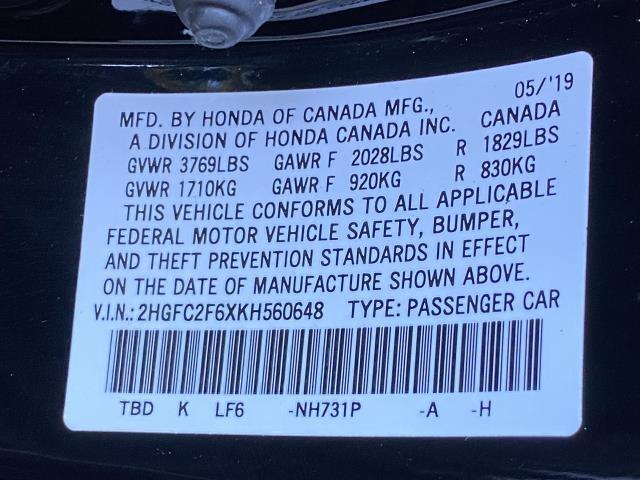 05/'19
MFD. BY HONDA OF CANADA MFG.,
A DIVISION OF HONDA CANADA INC. CANADA
GVWR 3769LBS GAWR F 2028LBS R 1829LBS
GVWR 1710KG GAWR F 920KG R 830KG
THIS VEHICLE CONFORMS TO ALL APPLICABLE
FEDERAL MOTOR VEHICLE SAFETY, BUMPER,
AND THEFT PREVENTION STANDARDS IN EFFECT
ON THE DATE OF MANUFACTURE SHOWN ABOVE.
V.I.N.:2HGFC2F6XKH560648 TYPE:PASSENGER CAR
TBD K LF6 -NH731P -A -H